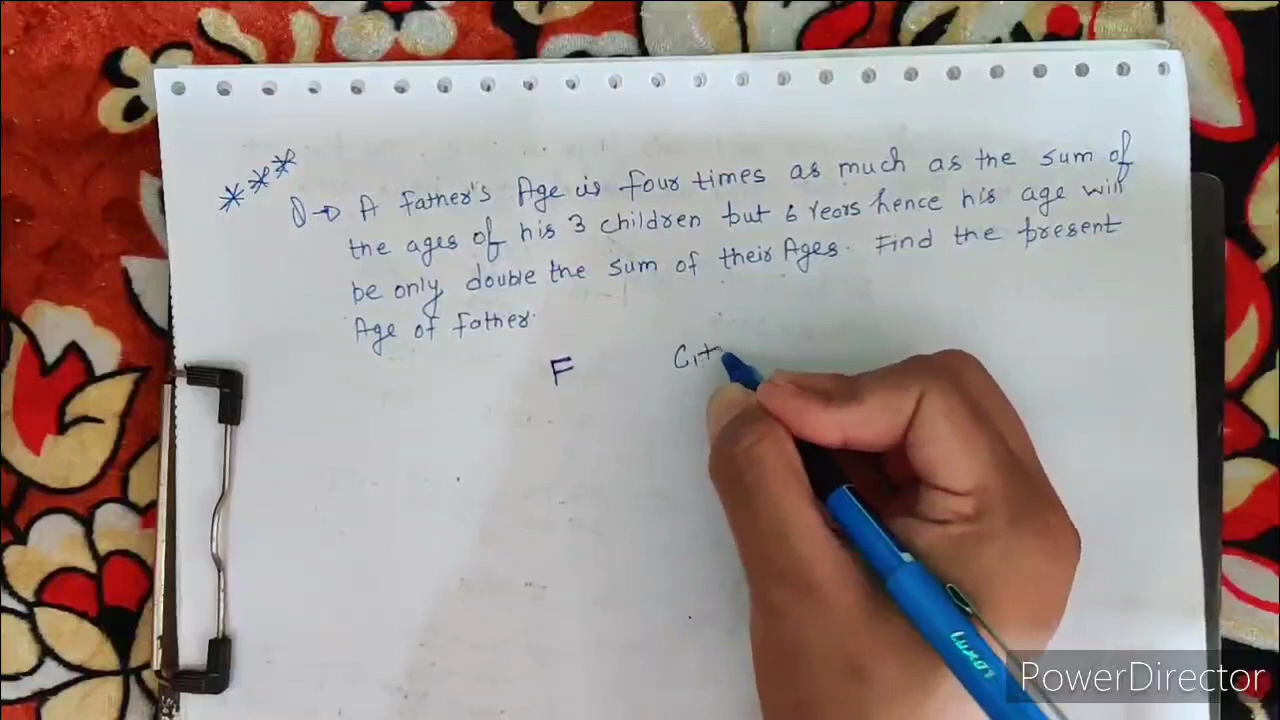 *** Q→ A Father's Age is four times as much as the sum of
the ages of his 3 children but 6 Years hence his age will
be only double the sum of their Ages. Find the present
Age of father.
F C₁+
LUXOR
PowerDirector